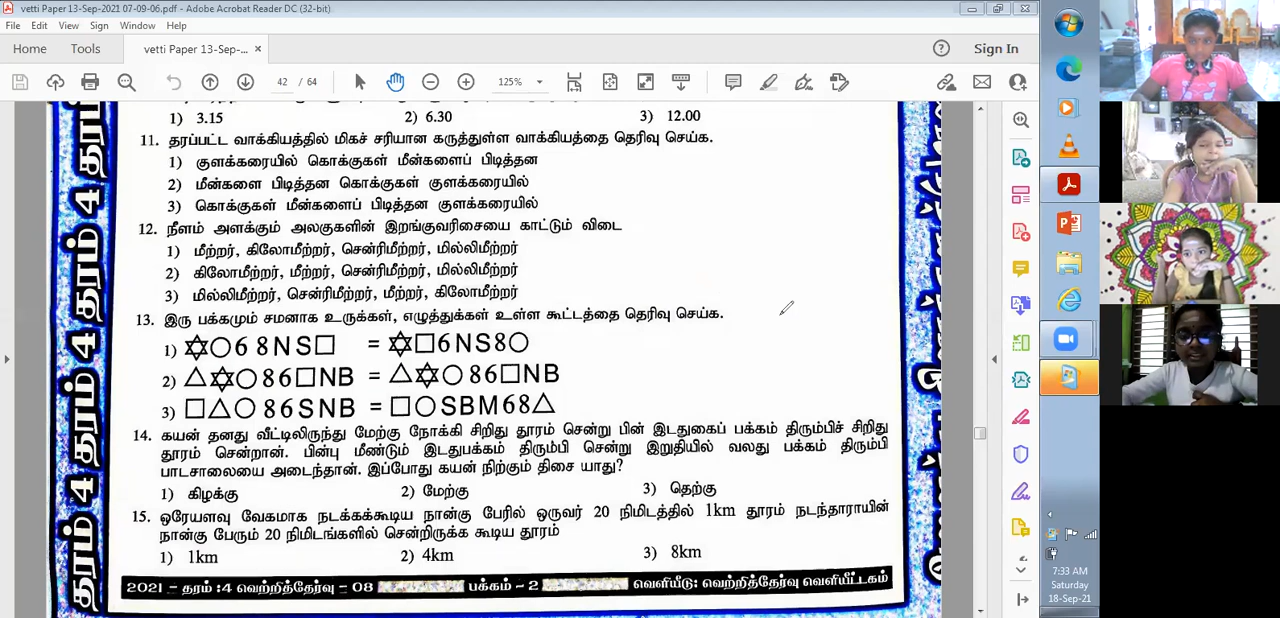 vetti Paper 13-Sep-2021 07-09-06.pdf - Adobe Acrobat Reader DC (32-bit)
File Edit View Sign Window Help
Home Tools vetti Paper 13-Sep-... × Sign In
42 / 64 125%
1) 3.15 2) 6.30 3) 12.00
11. தரப்பட்ட வாக்கியத்தில் மிகச் சரியான கருத்துள்ள வாக்கியத்தை தெரிவு செய்க.
1) குளக்கரையில் கொக்குகள் மீன்களைப் பிடித்தன
2) மீன்களை பிடித்தன கொக்குகள் குளக்கரையில்
3) கொக்குகள் மீன்களைப் பிடித்தன குளக்கரையில்
12. நீளம் அளக்கும் அலகுகளின் இறங்குவரிசையை காட்டும் விடை
1) மீற்றர், கிலோமீற்றர், சென்ரிமீற்றர், மில்லிமீற்றர்
2) கிலோமீற்றர், மீற்றர், சென்ரிமீற்றர், மில்லிமீற்றர்
3) மில்லிமீற்றர், சென்ரிமீற்றர், மீற்றர், கிலோமீற்றர்
13. இரு பக்கமும் சமனாக உருக்கள், எழுத்துக்கள் உள்ள கூட்டத்தை தெரிவு செய்க.
1) ✡○68NS□ = ✡□6NS8○
2) △✡○86□NB = △✡○86□NB
3) □△○86SNB = □○SBM68△
14. கயன் தனது வீட்டிலிருந்து மேற்கு நோக்கி சிறிது தூரம் சென்று பின் இடதுகைப் பக்கம் திரும்பிச் சிறிது
தூரம் சென்றான். பின்பு மீண்டும் இடதுபக்கம் திரும்பி சென்று இறுதியில் வலது பக்கம் திரும்பி
பாடசாலையை அடைந்தான். இப்போது கயன் நிற்கும் திசை யாது?
1) கிழக்கு 2) மேற்கு 3) தெற்கு
15. ஒரேயளவு வேகமாக நடக்கக்கூடிய நான்கு பேரில் ஒருவர் 20 நிமிடத்தில் 1km தூரம் நடந்தாராயின்
நான்கு பேரும் 20 நிமிடங்களில் சென்றிருக்க கூடிய தூரம்
1) 1km 2) 4km 3) 8km
2021 – தரம் :4 வெற்றித்தேர்வு – 08 பக்கம் – 2 வெளியீடு: வெற்றித்தேர்வு வெளியீட்டகம்
தரம் 4 தரம் 4 தரம் 4 தரம்
7:33 AM
Saturday
18-Sep-21